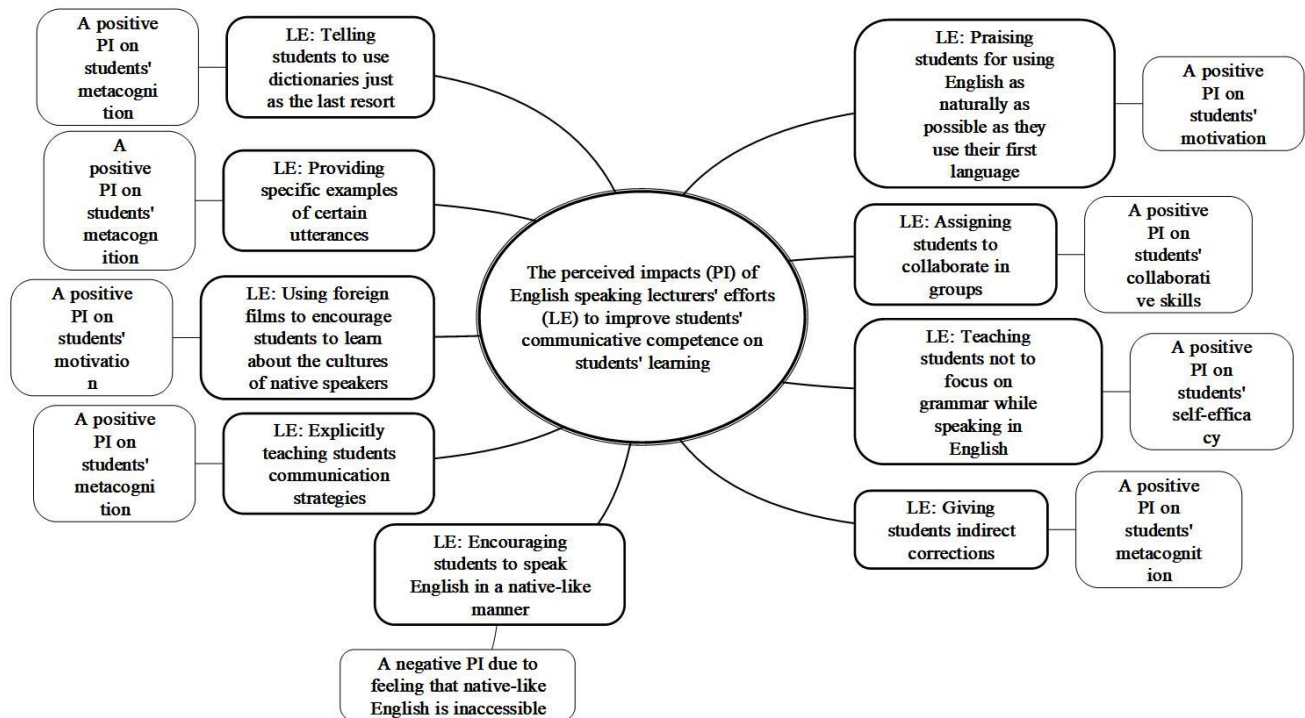 A positive
PI on
students'
metacogni
tion
LE: Telling
students to use
dictionaries just
as the last resort
A
positive
PI on
students'
metacogn
ition
LE: Providing
specific examples
of certain
utterances
A positive
PI on
students'
motivatio
n
LE: Using foreign
films to encourage
students to learn
about the cultures
of native speakers
A positive
PI on
students'
metacogni
tion
LE: Explicitly
teaching students
communication
strategies
LE: Encouraging
students to speak
English in a native-like
manner
A negative PI due to
feeling that native-like
English is inaccessible
The perceived impacts (PI) of
English speaking lecturers' efforts
(LE) to improve students'
communicative competence on
students' learning
LE: Praising
students for using
English as
naturally as
possible as they
use their first
language
A positive
PI on
students'
motivation
LE: Assigning
students to
collaborate in
groups
A positive
PI on
students'
collaborati
ve skills
LE: Teaching
students not to
focus on
grammar while
speaking in
English
A positive
PI on
students'
self-effica
cy
LE: Giving
students indirect
corrections
A positive
PI on
students'
metacognit
ion